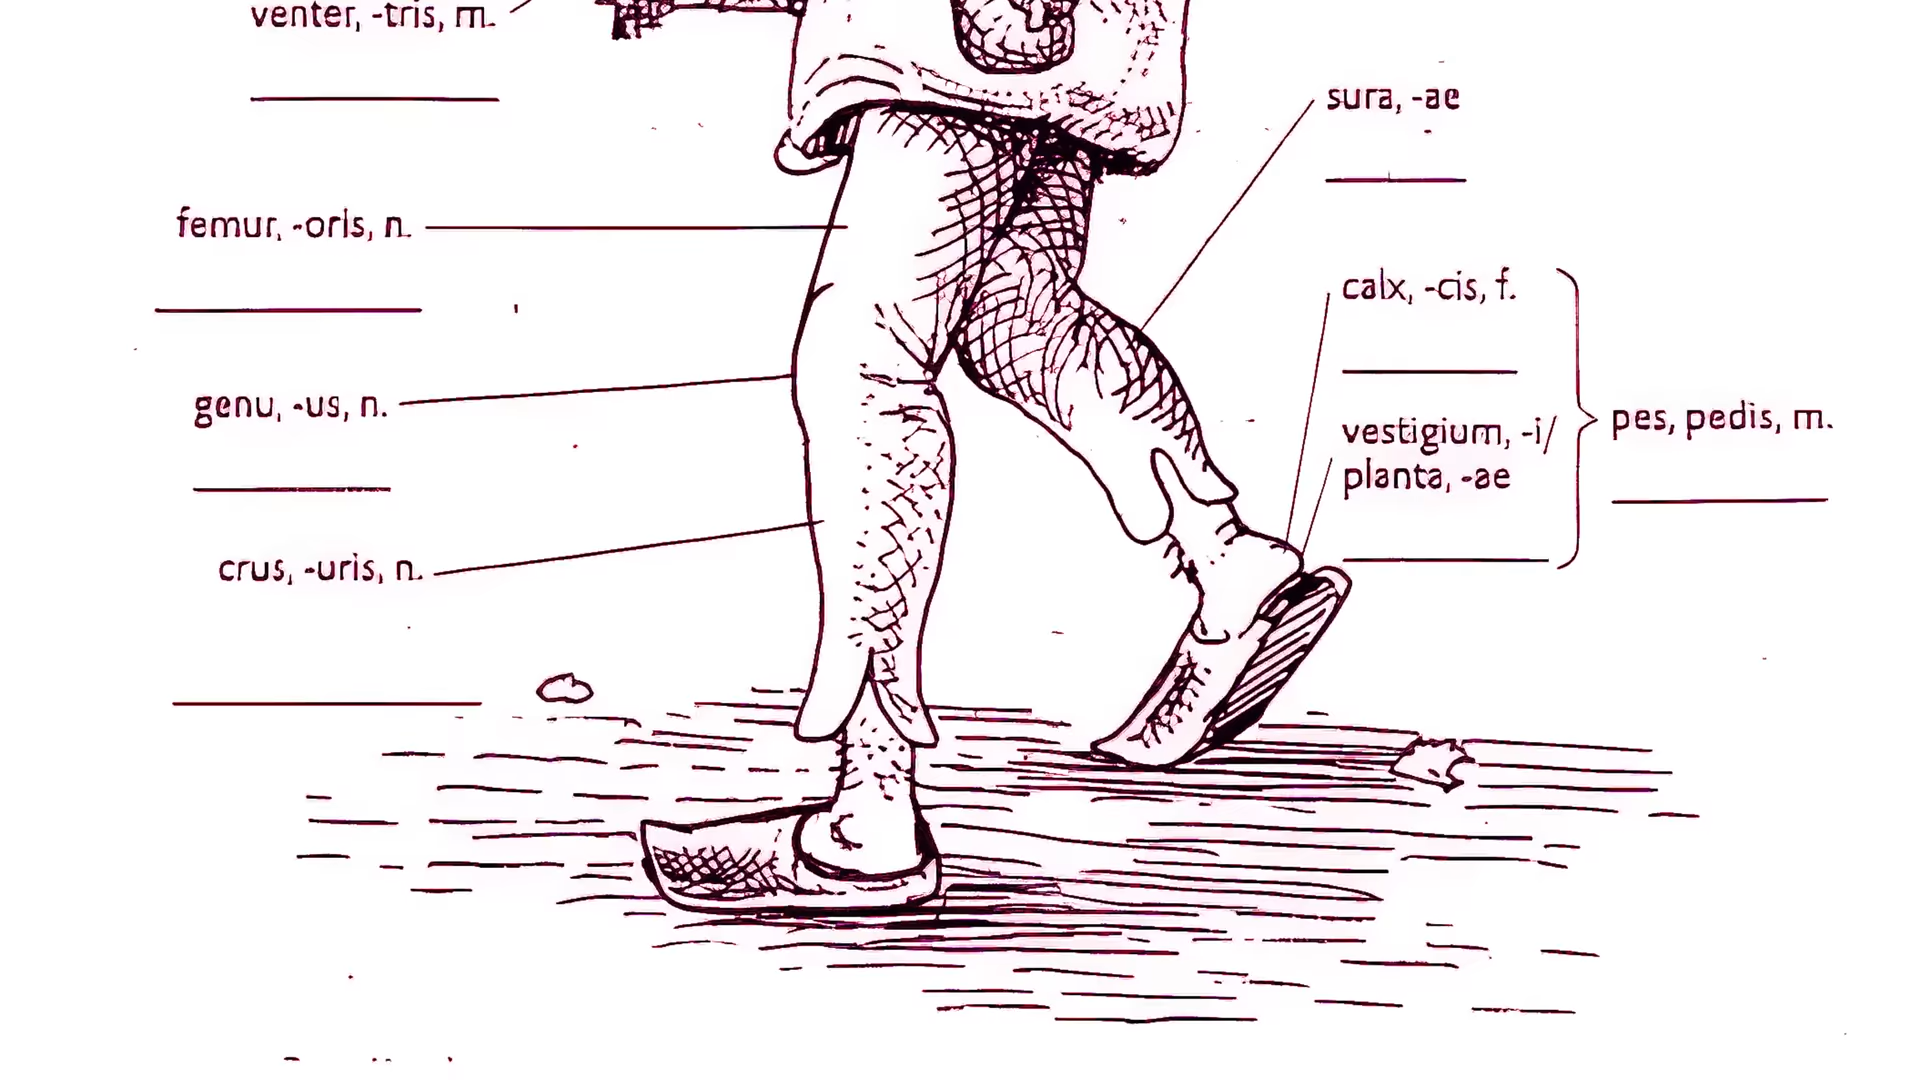 venter, -tris, m.
femur, -oris, n.
genu, -us, n.
crus, -uris, n.
sura, -ae
calx, -cis, f.
vestigium, -i/
planta, -ae
pes, pedis, m.